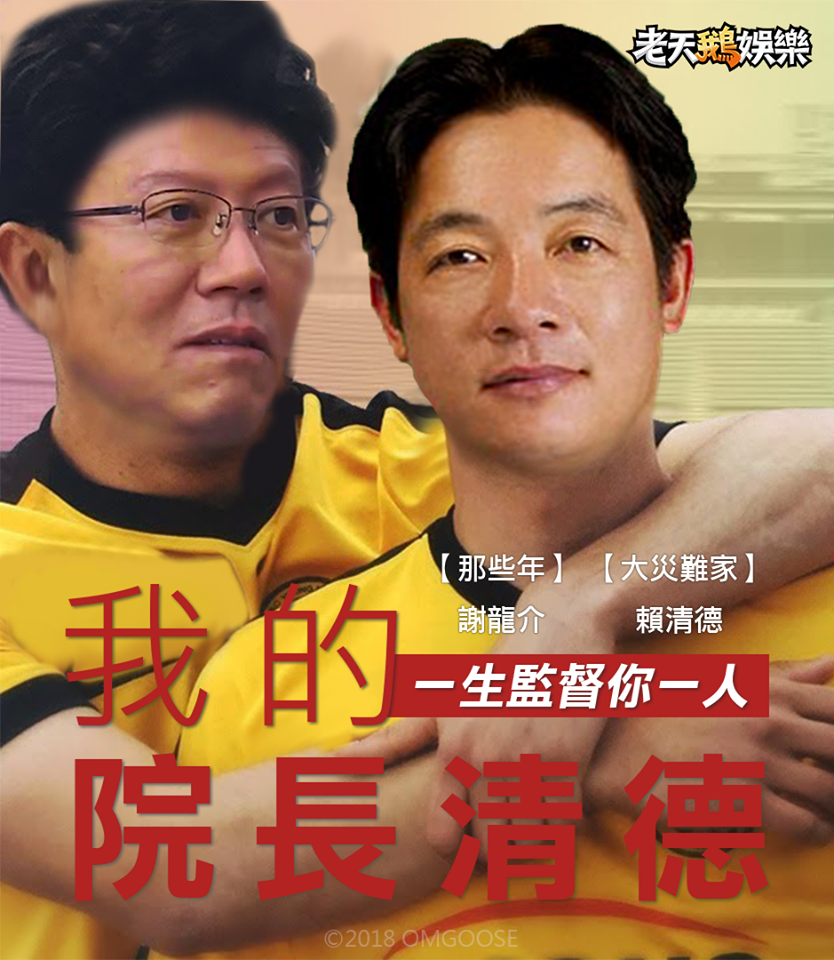 老天鵝娛樂
【那些年】 【大災難家】
謝龍介 賴清德
我的
一生監督你一人
院長清德
©2018 OMGOOSE